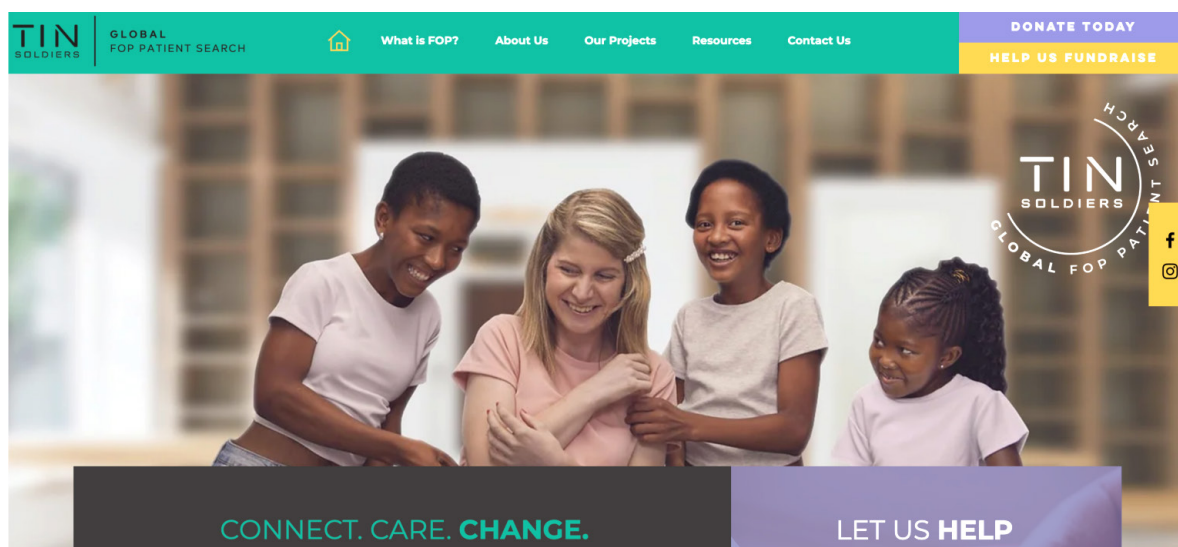 TIN
SOLDIERS
GLOBAL
FOP PATIENT SEARCH
What is FOP?
About Us
Our Projects
Resources
Contact Us
DONATE TODAY
HELP US FUNDRAISE
TIN
SOLDIERS
GLOBAL FOP PATIENT SEARCH
CONNECT. CARE. CHANGE.
LET US HELP